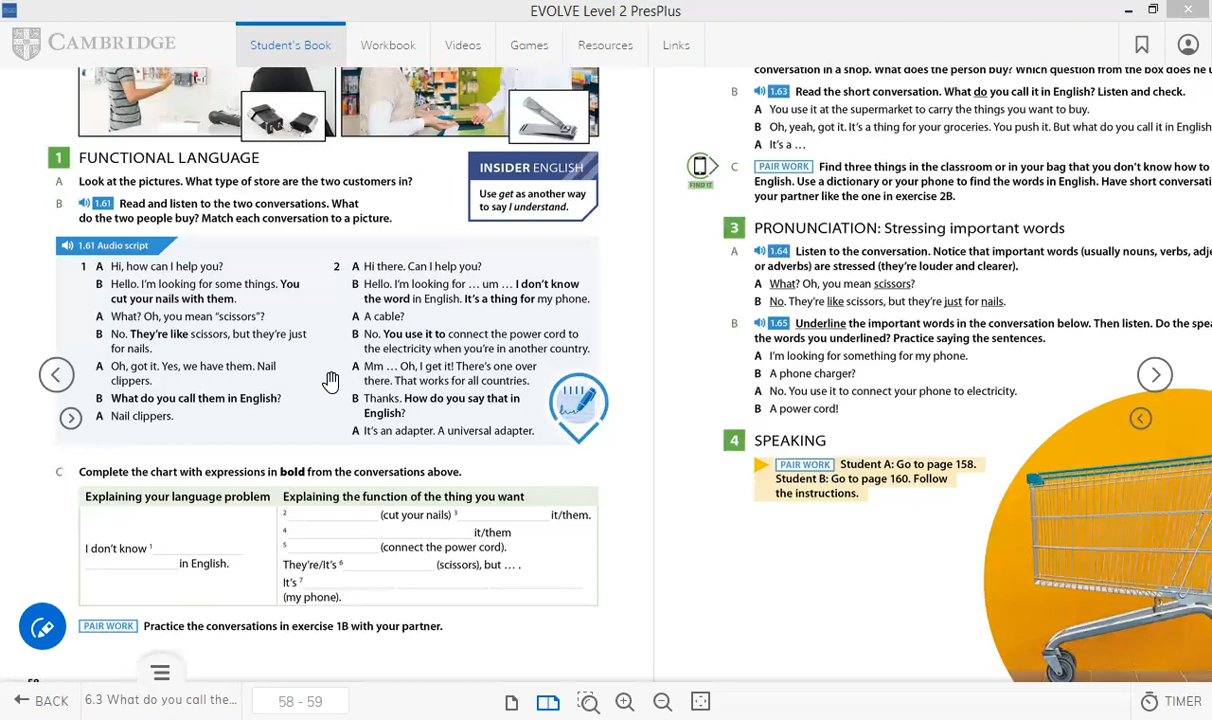 EVOLVE Level 2 PresPlus
CAMBRIDGE
Student's Book
Workbook
Videos
Games
Resources
Links
1 FUNCTIONAL LANGUAGE
A Look at the pictures. What type of store are the two customers in?
B 1.61 Read and listen to the two conversations. What
do the two people buy? Match each conversation to a picture.
INSIDER ENGLISH
Use get as another way
to say I understand.
1.61 Audio script
1 A Hi, how can I help you?
B Hello. I'm looking for some things. You
cut your nails with them.
A What? Oh, you mean “scissors”?
B No. They're like scissors, but they're just
for nails.
A Oh, got it. Yes, we have them. Nail
clippers.
B What do you call them in English?
A Nail clippers.
2 A Hi there. Can I help you?
B Hello. I'm looking for ... um ... I don't know
the word in English. It's a thing for my phone.
A A cable?
B No. You use it to connect the power cord to
the electricity when you're in another country.
A Mm ... Oh, I get it! There's one over
there. That works for all countries.
B Thanks. How do you say that in
English?
A It's an adapter. A universal adapter.
C Complete the chart with expressions in bold from the conversations above.
Explaining your language problem
I don't know 1
in English.
Explaining the function of the thing you want
2 (cut your nails) 3 it/them.
4 it/them
5 (connect the power cord).
They're/It's 6 (scissors), but ... .
It's 7
(my phone).
PAIR WORK Practice the conversations in exercise 1B with your partner.
conversation in a shop. What does the person buy? Which question from the box does he u
B 1.63 Read the short conversation. What do you call it in English? Listen and check.
A You use it at the supermarket to carry the things you want to buy.
B Oh, yeah, got it. It's a thing for your groceries. You push it. But what do you call it in English
A It's a ...
FIND IT
C PAIR WORK Find three things in the classroom or in your bag that you don't know how to
English. Use a dictionary or your phone to find the words in English. Have short conversati
your partner like the one in exercise 2B.
3 PRONUNCIATION: Stressing important words
A 1.64 Listen to the conversation. Notice that important words (usually nouns, verbs, adje
or adverbs) are stressed (they're louder and clearer).
A What? Oh, you mean scissors?
B No. They're like scissors, but they're just for nails.
B 1.65 Underline the important words in the conversation below. Then listen. Do the spea
the words you underlined? Practice saying the sentences.
A I'm looking for something for my phone.
B A phone charger?
A No. You use it to connect your phone to electricity.
B A power cord!
4 SPEAKING
PAIR WORK Student A: Go to page 158.
Student B: Go to page 160. Follow
the instructions.
BACK
6.3 What do you call the...
58 - 59
TIMER